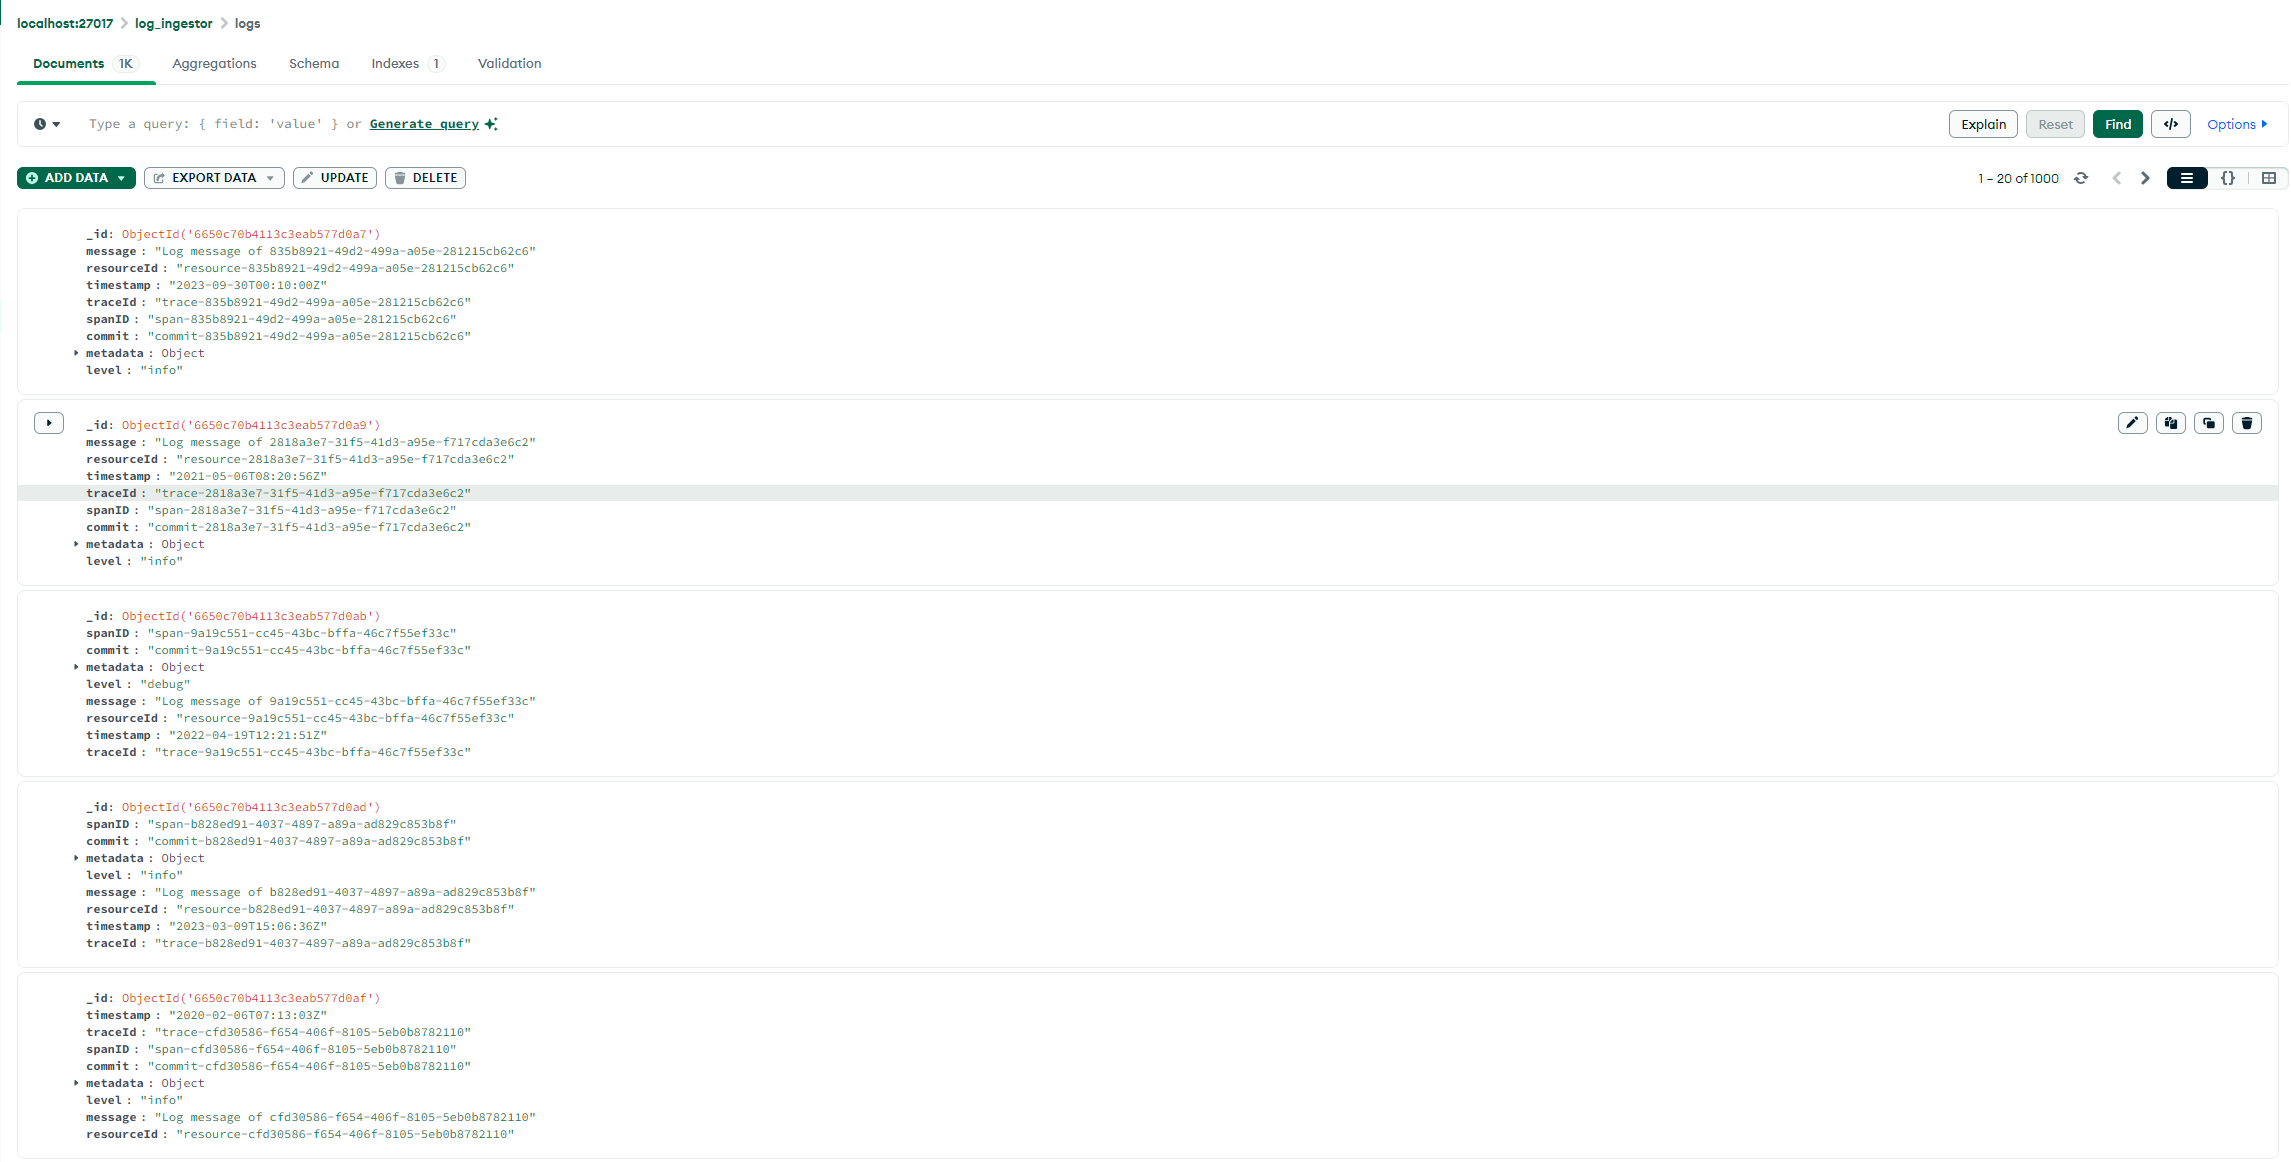 localhost:27017 > log_ingestor > logs
Documents 1K Aggregations Schema Indexes 1 Validation
Type a query: { field: 'value' } or Generate query Explain Reset Find </> Options
ADD DATA EXPORT DATA UPDATE DELETE 1 – 20 of 1000 {}
_id: ObjectId('6650c70b4113c3eab577d0a7')
message : "Log message of 835b8921-49d2-499a-a05e-281215cb62c6"
resourceId : "resource-835b8921-49d2-499a-a05e-281215cb62c6"
timestamp : "2023-09-30T00:10:00Z"
traceId : "trace-835b8921-49d2-499a-a05e-281215cb62c6"
spanID : "span-835b8921-49d2-499a-a05e-281215cb62c6"
commit : "commit-835b8921-49d2-499a-a05e-281215cb62c6"
metadata : Object
level : "info"
_id: ObjectId('6650c70b4113c3eab577d0a9')
message : "Log message of 2818a3e7-31f5-41d3-a95e-f717cda3e6c2"
resourceId : "resource-2818a3e7-31f5-41d3-a95e-f717cda3e6c2"
timestamp : "2021-05-06T08:20:56Z"
traceId : "trace-2818a3e7-31f5-41d3-a95e-f717cda3e6c2"
spanID : "span-2818a3e7-31f5-41d3-a95e-f717cda3e6c2"
commit : "commit-2818a3e7-31f5-41d3-a95e-f717cda3e6c2"
metadata : Object
level : "info"
_id: ObjectId('6650c70b4113c3eab577d0ab')
spanID : "span-9a19c551-cc45-43bc-bffa-46c7f55ef33c"
commit : "commit-9a19c551-cc45-43bc-bffa-46c7f55ef33c"
metadata : Object
level : "debug"
message : "Log message of 9a19c551-cc45-43bc-bffa-46c7f55ef33c"
resourceId : "resource-9a19c551-cc45-43bc-bffa-46c7f55ef33c"
timestamp : "2022-04-19T12:21:51Z"
traceId : "trace-9a19c551-cc45-43bc-bffa-46c7f55ef33c"
_id: ObjectId('6650c70b4113c3eab577d0ad')
spanID : "span-b828ed91-4037-4897-a89a-ad829c853b8f"
commit : "commit-b828ed91-4037-4897-a89a-ad829c853b8f"
metadata : Object
level : "info"
message : "Log message of b828ed91-4037-4897-a89a-ad829c853b8f"
resourceId : "resource-b828ed91-4037-4897-a89a-ad829c853b8f"
timestamp : "2023-03-09T15:06:36Z"
traceId : "trace-b828ed91-4037-4897-a89a-ad829c853b8f"
_id: ObjectId('6650c70b4113c3eab577d0af')
timestamp : "2020-02-06T07:13:03Z"
traceId : "trace-cfd30586-f654-406f-8105-5eb0b8782110"
spanID : "span-cfd30586-f654-406f-8105-5eb0b8782110"
commit : "commit-cfd30586-f654-406f-8105-5eb0b8782110"
metadata : Object
level : "info"
message : "Log message of cfd30586-f654-406f-8105-5eb0b8782110"
resourceId : "resource-cfd30586-f654-406f-8105-5eb0b8782110"